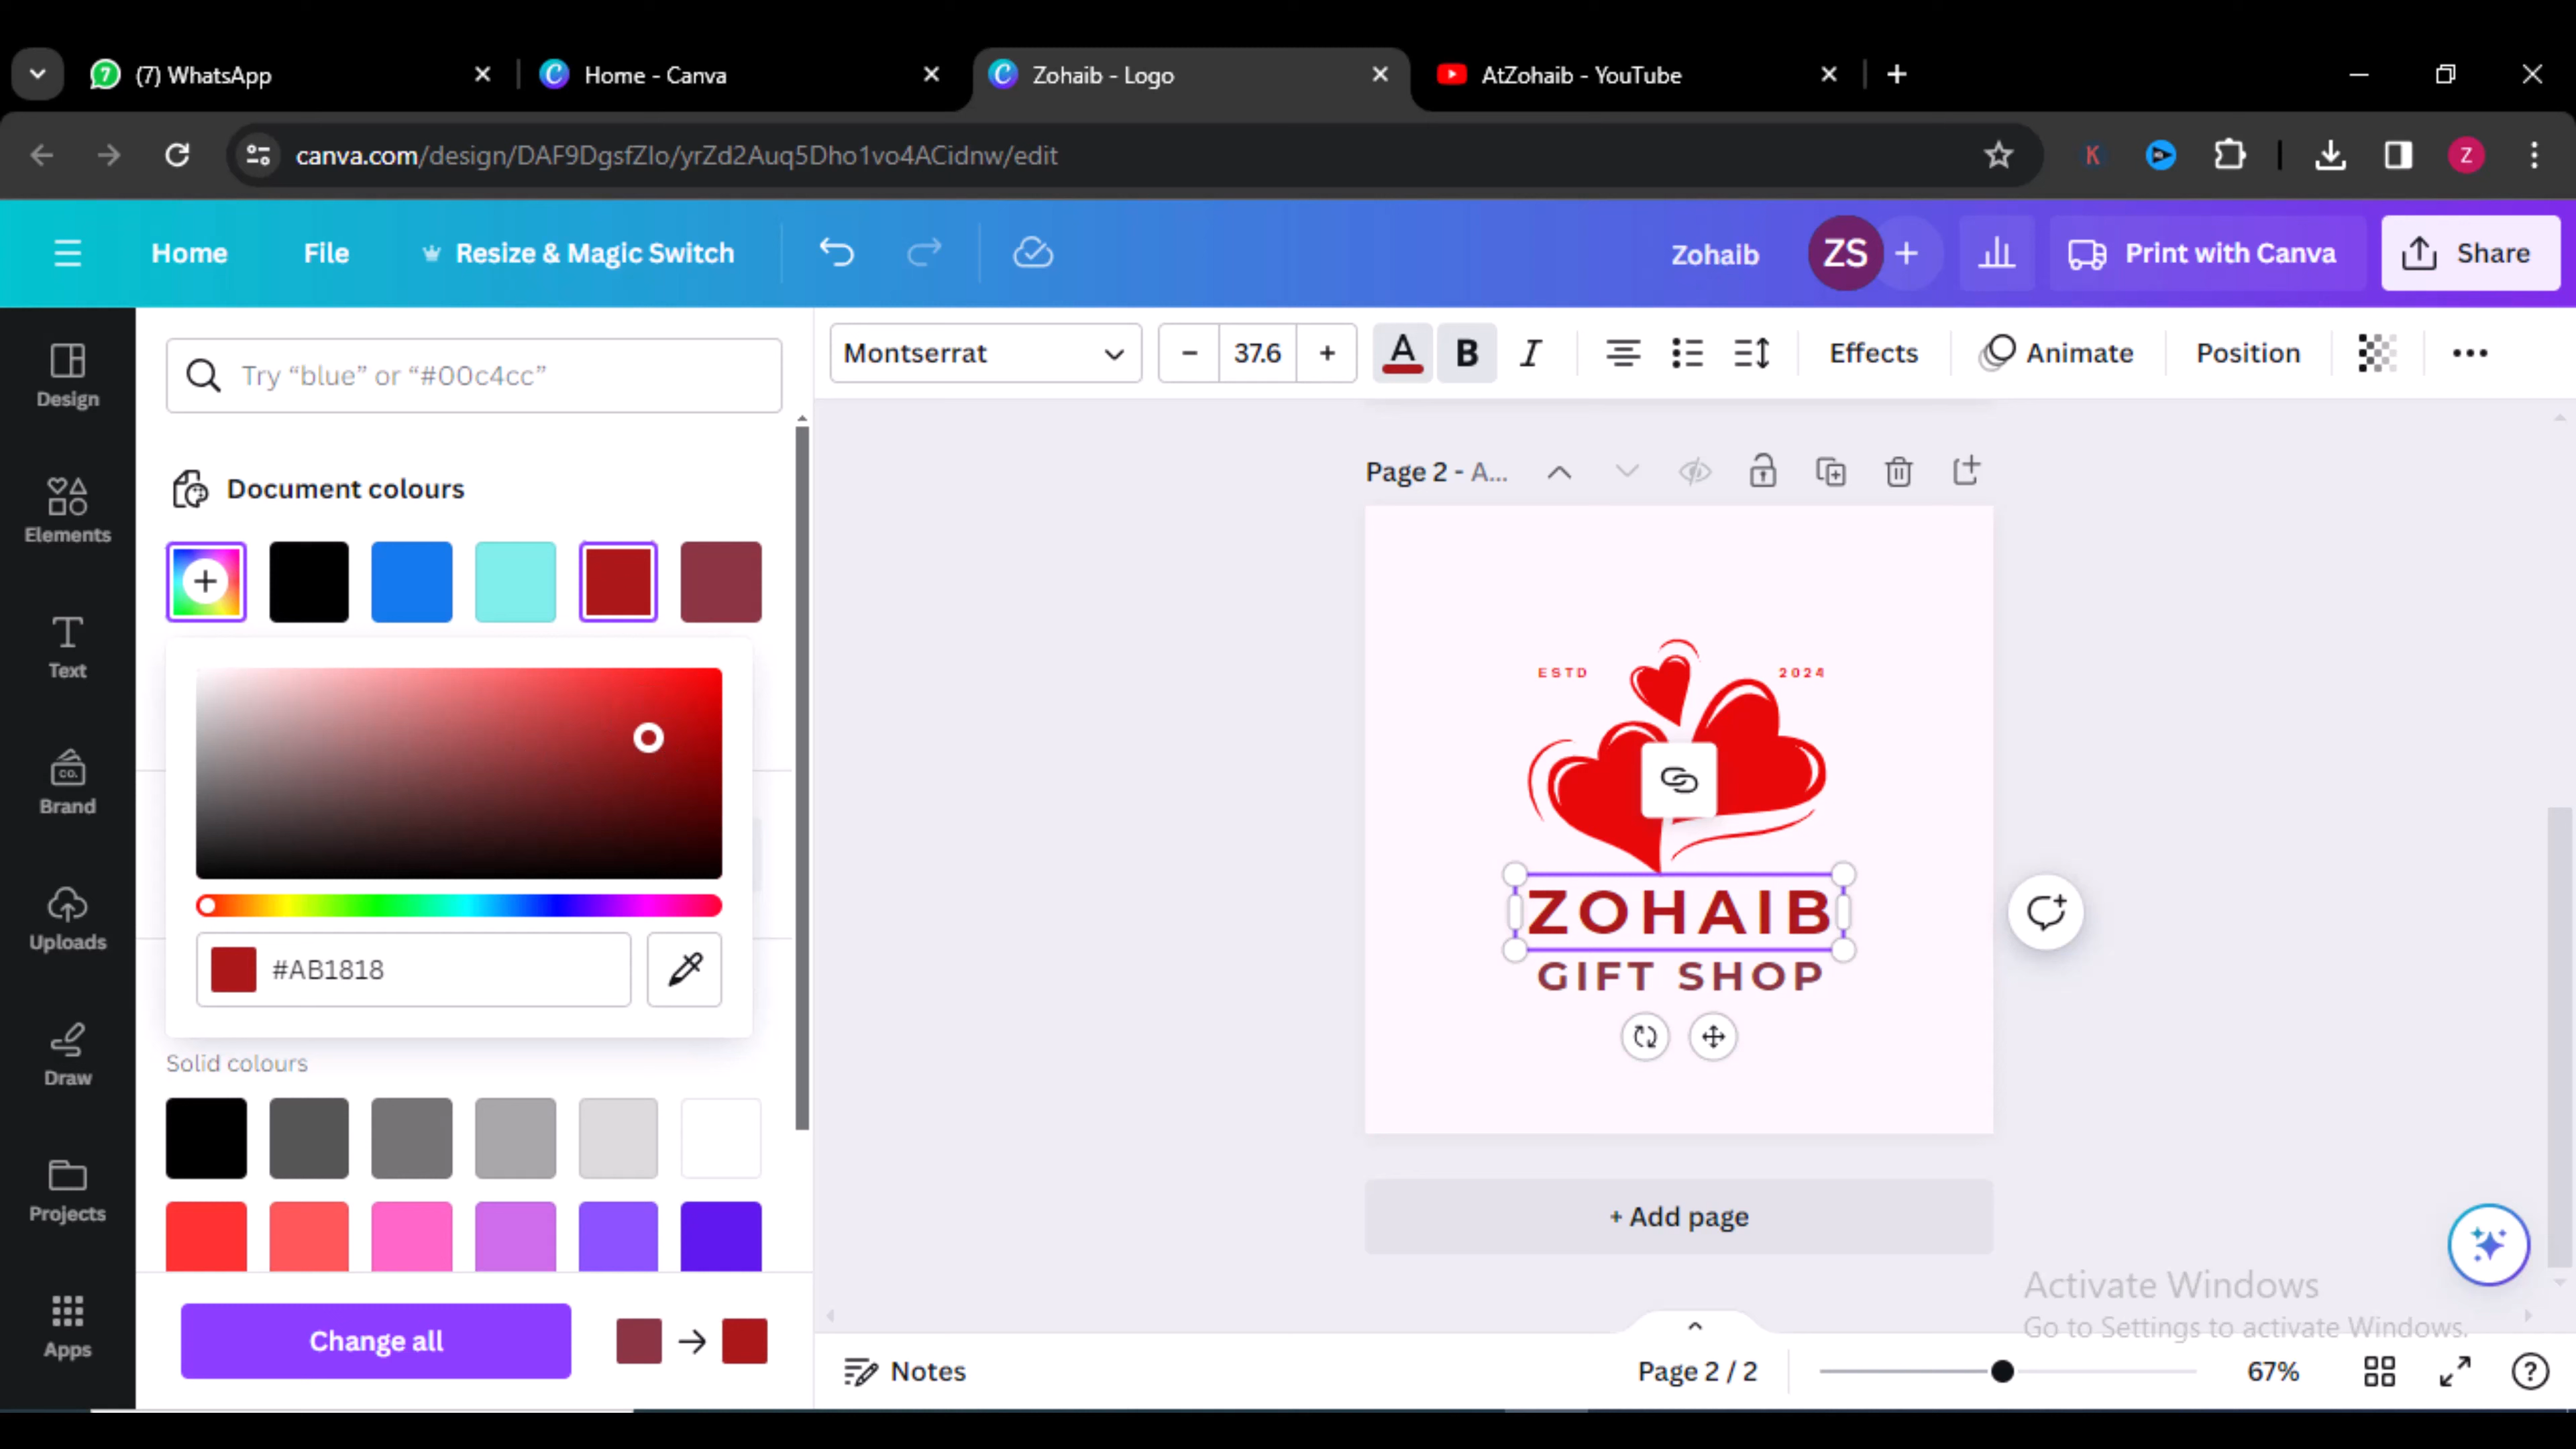 (7) WhatsApp
Home - Canva
Zohaib - Logo
AtZohaib - YouTube
canva.com/design/DAF9DgsfZIo/yrZd2Auq5Dho1vo4ACidnw/edit
K
Z
Home
File
Resize & Magic Switch
Zohaib
ZS
Print with Canva
Share
Design
Elements
Text
CO.
Brand
Uploads
Draw
Projects
Apps
Try “blue” or “#00c4cc”
Document colours
#AB1818
Solid colours
Change all
Montserrat
37.6
A
B
I
Effects
Animate
Position
Page 2 - A...
ESTD
2024
ZOHAIB
GIFT SHOP
+ Add page
Activate Windows
Go to Settings to activate Windows.
Notes
Page 2 / 2
67%